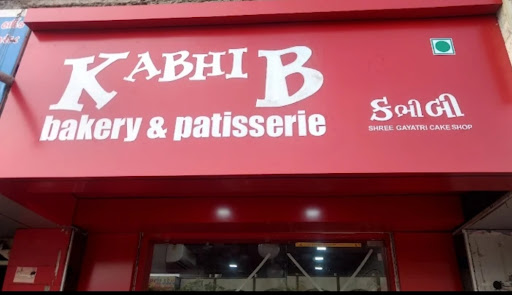 KABHI B
bakery & patisserie
કભી બી
SHREE GAYATRI CAKE SHOP